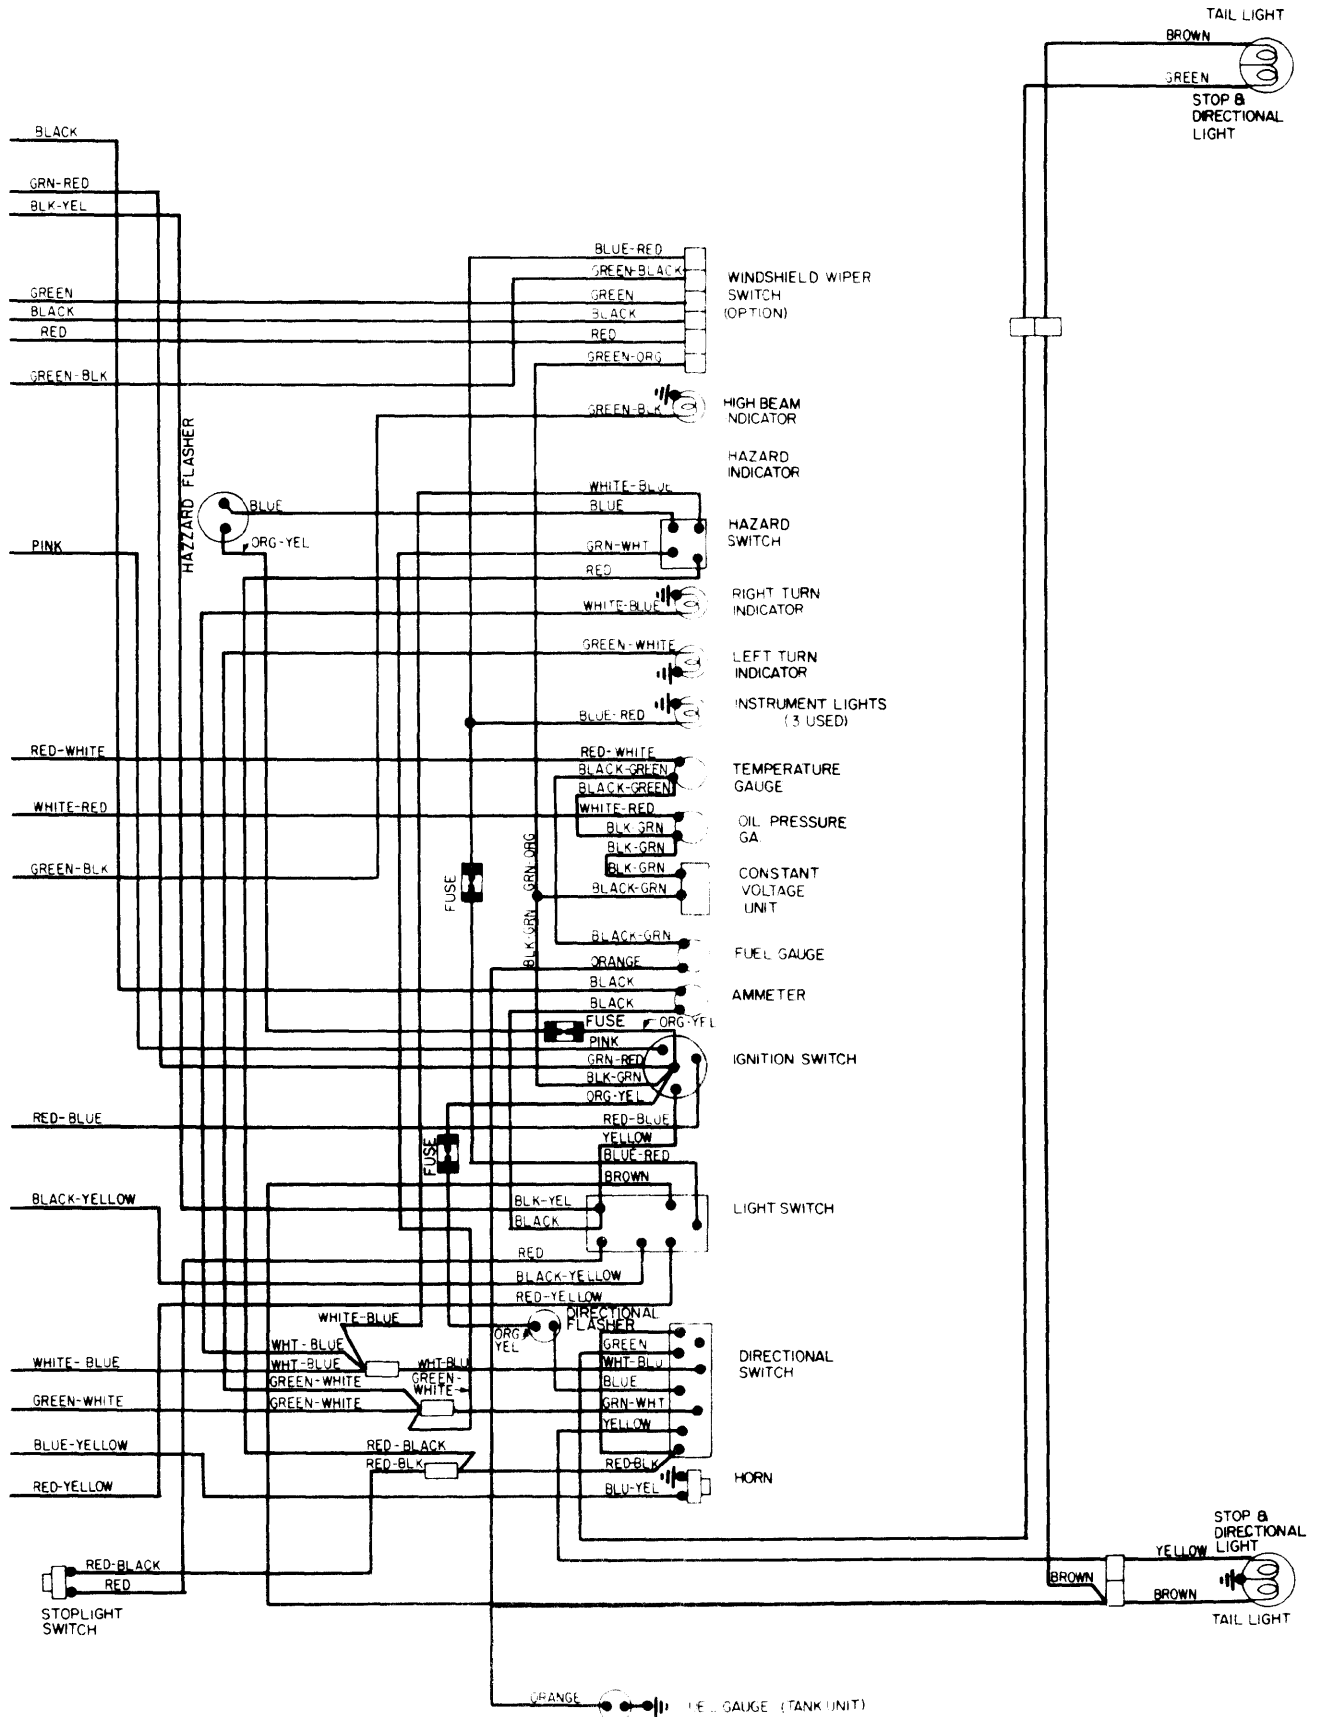 TAIL LIGHT
BROWN
GREEN
STOP &
DIRECTIONAL
LIGHT
BLACK
GRN-RED
BLK-YEL
BLUE-RED
GREEN-BLACK
WINDSHIELD WIPER
SWITCH
(OPTION)
GREEN
GREEN
BLACK
BLACK
RED
RED
GREEN-ORG
GREEN-BLK
HIGH BEAM
NDICATOR
GREEN-BLK
HAZARD
INDICATOR
HAZZARD FLASHER
WHITE-BLUE
BLUE
BLUE
HAZARD
SWITCH
ORG-YEL
GRN-WHT
PINK
RED
RIGHT TURN
INDICATOR
WHITE-BLUE
GREEN-WHITE
LEFT TURN
INDICATOR
INSTRUMENT LIGHTS
(3 USED)
BLUE-RED
RED-WHITE
RED-WHITE
BLACK-GREEN
BLACK-GREEN
TEMPERATURE
GAUGE
WHITE-RED
WHITE-RED
BLK-GRN
OIL PRESSURE
GA.
BLK-GRN
BLK-GRN
GREEN-BLK
BLACK-GRN
CONSTANT
VOLTAGE
UNIT
FUSE
GRN-ORG
BLK-GRN
BLACK-GRN
ORANGE
FUEL GAUGE
BLACK
BLACK
AMMETER
FUSE
ORG-YEL
PINK
GRN-RED
BLK-GRN
ORG-YEL
IGNITION SWITCH
RED-BLUE
RED-BLUE
YELLOW
FUSE
BLUE-RED
BROWN
BLACK-YELLOW
BLK-YEL
BLACK
LIGHT SWITCH
RED
BLACK-YELLOW
RED-YELLOW
WHITE-BLUE
DIRECTIONAL
FLASHER
ORG
YEL
WHT-BLUE
GREEN
WHITE-BLUE
WHT-BLUE
WHT-BLU
WHT-BLU
DIRECTIONAL
SWITCH
GREEN-WHITE
GREEN-
WHITE
BLUE
GREEN-WHITE
GREEN-WHITE
GRN-WHT
YELLOW
BLUE-YELLOW
RED-BLACK
RED-BLK
RED-BLK
HORN
RED-YELLOW
BLU-YEL
STOP &
DIRECTIONAL
LIGHT
YELLOW
RED-BLACK
RED
STOPLIGHT
SWITCH
BROWN
BROWN
TAIL LIGHT
ORANGE
GAUGE (TANK UNIT)